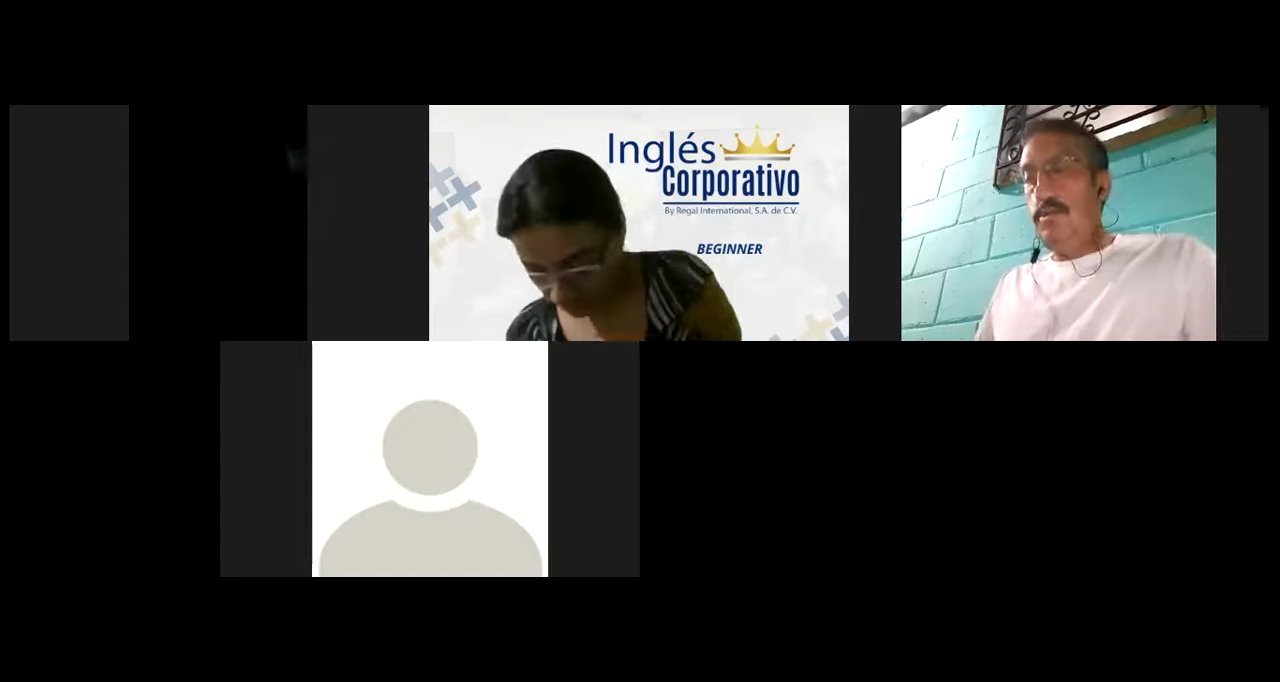 Inglés
Corporativo
By Regal International, S.A. de C.V.
BEGINNER